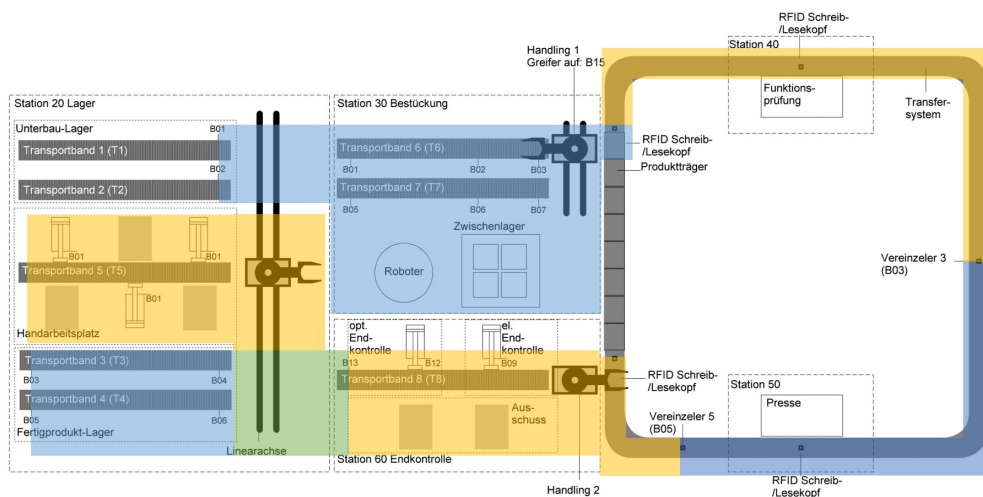 RFID Schreib-
/Lesekopf
Handling 1
Greifer auf: B15
Station 40
Funktions-
prüfung
Transfer-
system
Station 20 Lager
Station 30 Bestückung
Unterbau-Lager
B01
Transportband 1 (T1)
B02
Transportband 2 (T2)
Transportband 6 (T6)
B01
B02
B03
Transportband 7 (T7)
B05
B06
B07
RFID Schreib-
/Lesekopf
Produktträger
Zwischenlager
Roboter
B01
B01
Transportband 5 (T5)
B01
Handarbeitsplatz
Vereinzeler 3
(B03)
opt.
End-
kontrolle
el.
Endkontrolle
B13
B12
B09
Transportband 3 (T3)
B03
B04
Transportband 4 (T4)
B05
B06
Fertigprodukt-Lager
Transportband 8 (T8)
RFID Schreib-
/Lesekopf
Aus-
schuss
Station 50
Presse
Vereinzeler 5
(B05)
Linearachse
Station 60 Endkontrolle
Handling 2
RFID Schreib-
/Lesekopf